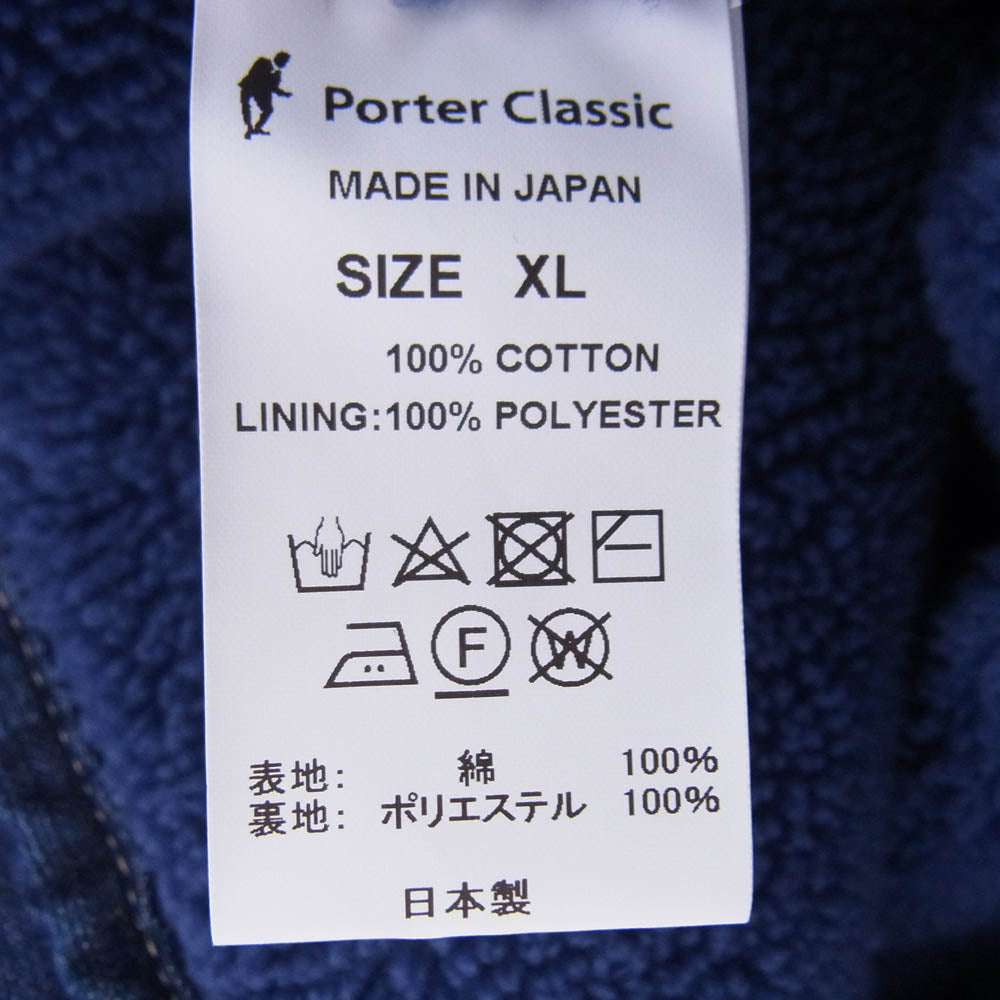 Porter Classic
MADE IN JAPAN
SIZE XL
100% COTTON
LINING:100% POLYESTER
F W
表地: 綿 100%
裏地: ポリエステル 100%
日本製